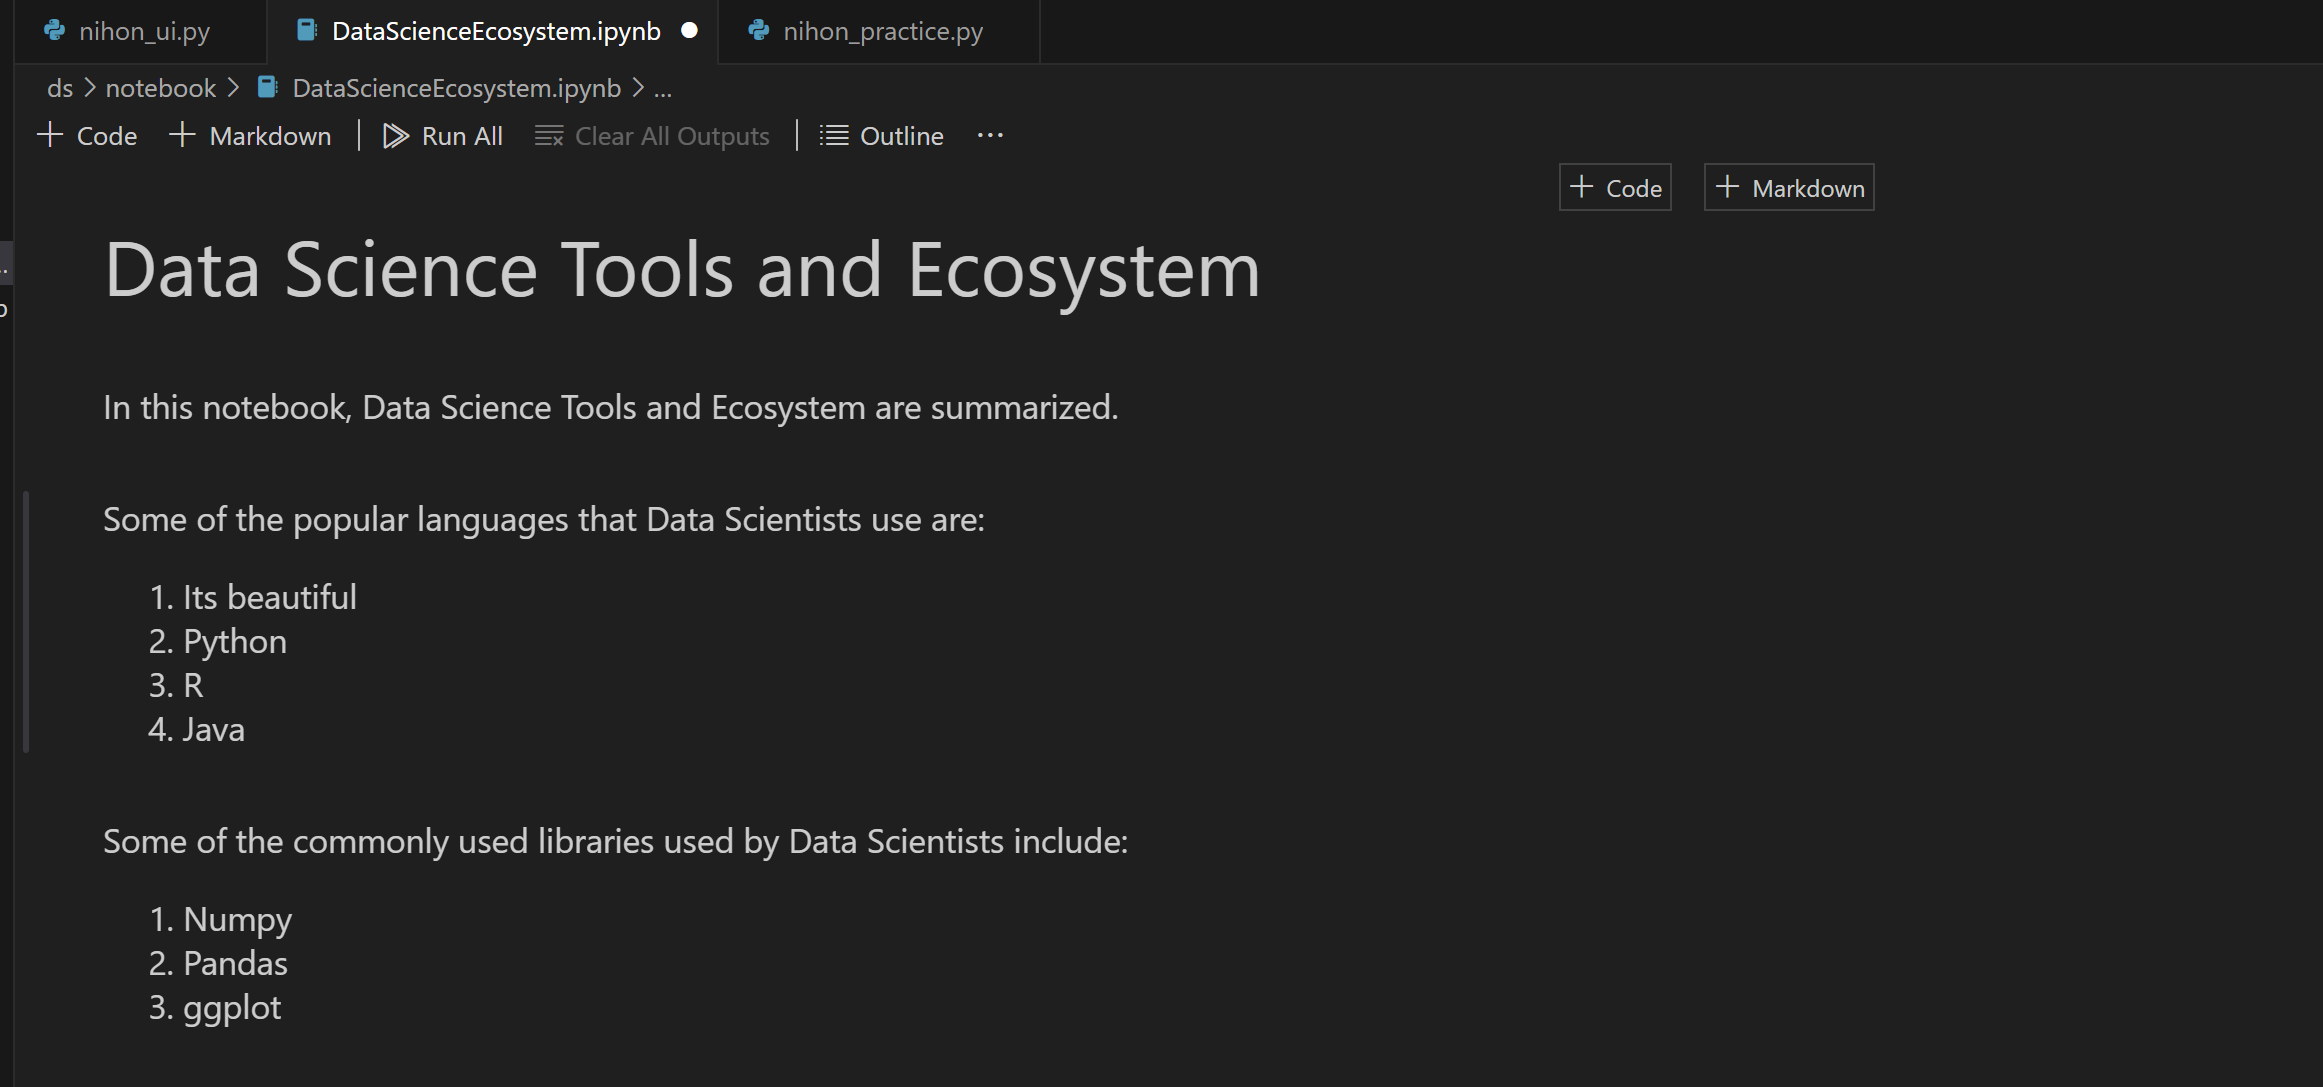 nihon_ui.py DataScienceEcosystem.ipynb nihon_practice.py
ds > notebook > DataScienceEcosystem.ipynb > ...
+ Code + Markdown | Run All Clear All Outputs | Outline ...
+ Code + Markdown
Data Science Tools and Ecosystem
In this notebook, Data Science Tools and Ecosystem are summarized.
Some of the popular languages that Data Scientists use are:
1. Its beautiful
2. Python
3. R
4. Java
Some of the commonly used libraries used by Data Scientists include:
1. Numpy
2. Pandas
3. ggplot